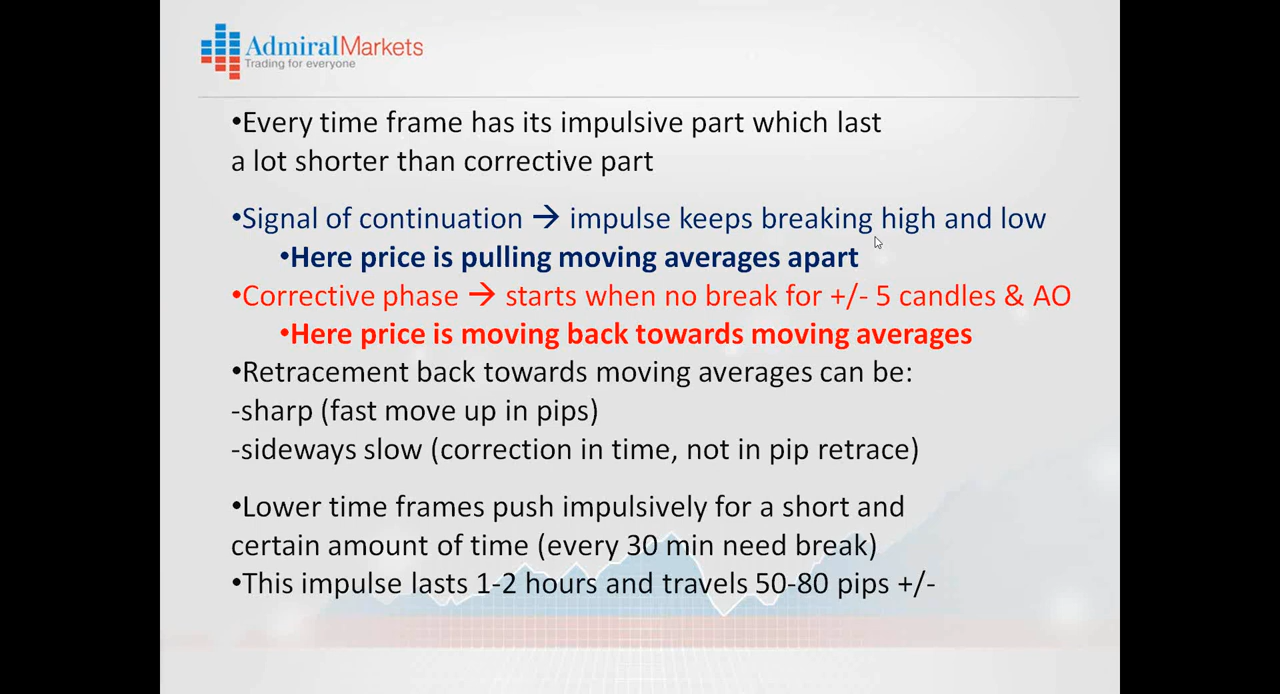 AdmiralMarkets
Trading for everyone
•Every time frame has its impulsive part which last
a lot shorter than corrective part
•Signal of continuation → impulse keeps breaking high and low
•Here price is pulling moving averages apart
•Corrective phase → starts when no break for +/- 5 candles & AO
•Here price is moving back towards moving averages
•Retracement back towards moving averages can be:
-sharp (fast move up in pips)
-sideways slow (correction in time, not in pip retrace)
•Lower time frames push impulsively for a short and
certain amount of time (every 30 min need break)
•This impulse lasts 1-2 hours and travels 50-80 pips +/-